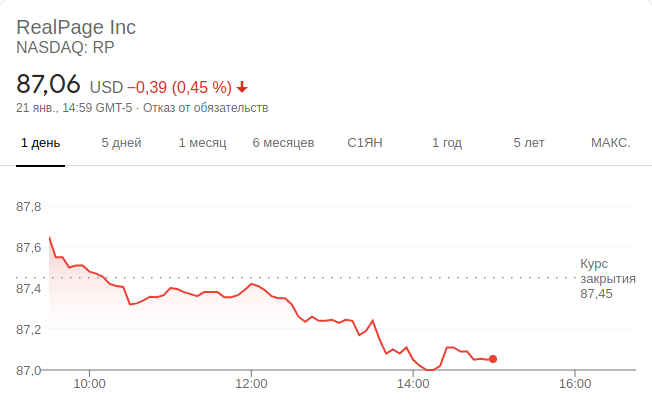 RealPage Inc
NASDAQ: RP
87,06 USD −0,39 (0,45 %)
21 янв., 14:59 GMT-5 · Отказ от обязательств
1 день 5 дней 1 месяц 6 месяцев С1ЯН 1 год 5 лет МАКС.
87,8
87,6
Курс
закрытия
87,45
87,4
87,2
87,0
10:00 12:00 14:00 16:00